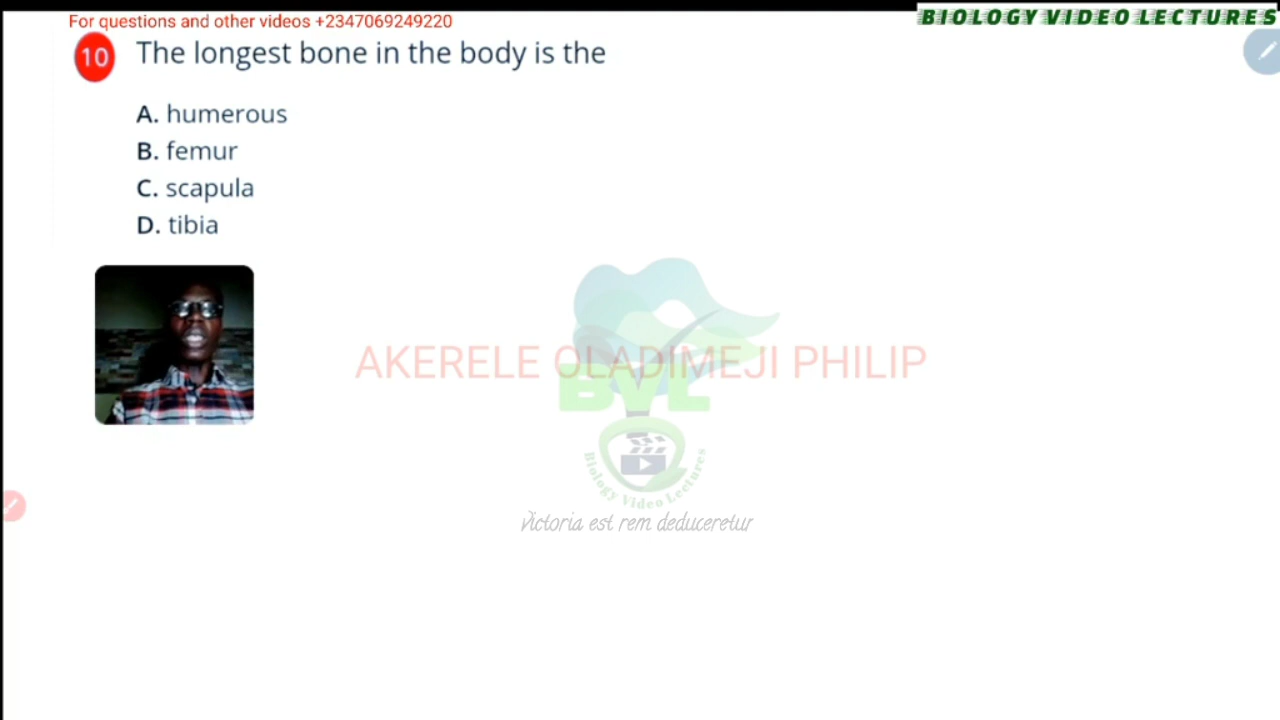 For questions and other videos +2347069249220
BIOLOGY VIDEO LECTURES
10 The longest bone in the body is the
A. humerous
B. femur
C. scapula
D. tibia
AKERELE OLADIMEJI PHILIP
BVL
Biology Video Lectures
Victoria est rem deduceretur